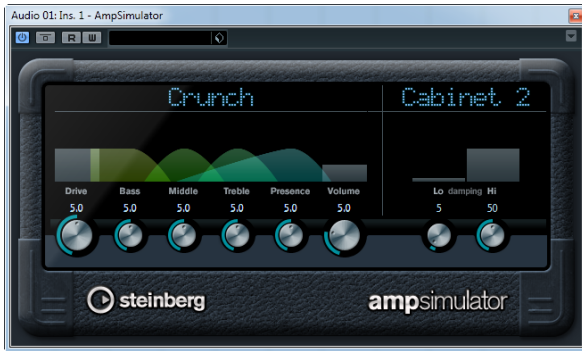 Audio 01: Ins. 1 - AmpSimulator
R W
Crunch Cabinet 2
Drive Bass Middle Treble Presence Volume Lo damping Hi
5.0 5.0 5.0 5.0 5.0 5.0 5 50
steinberg ampsimulator